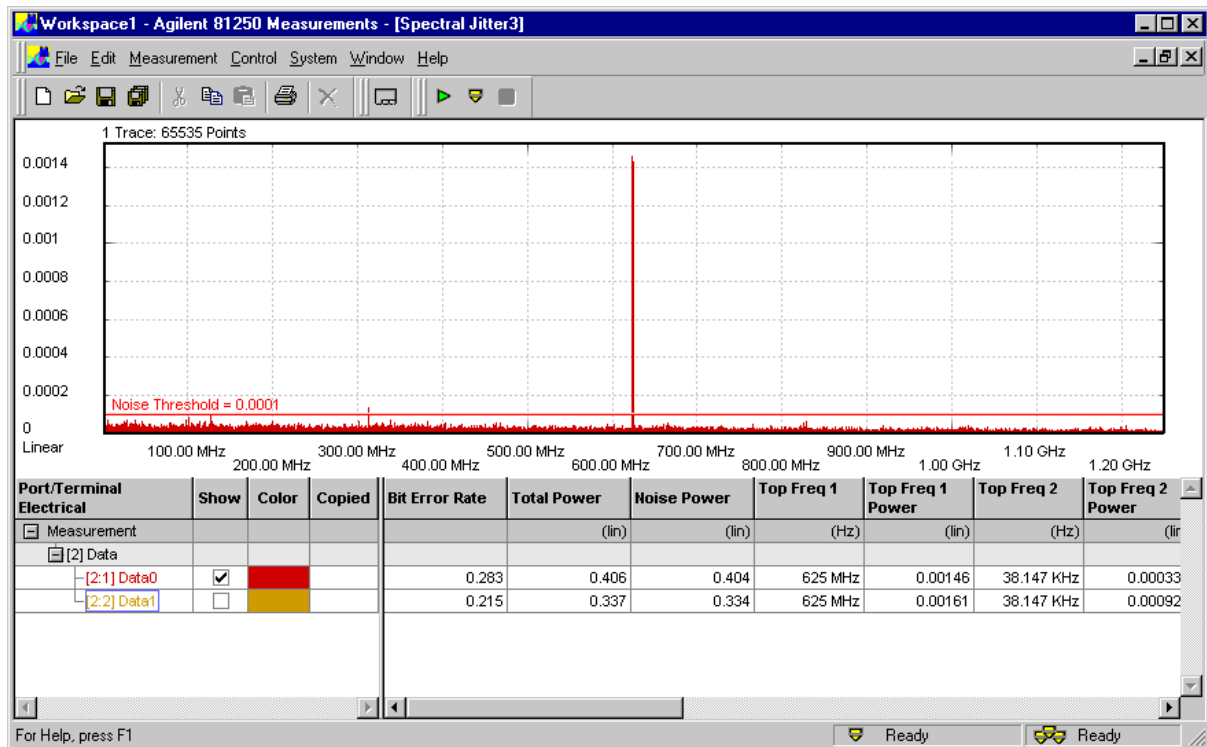 Workspace1 - Agilent 81250 Measurements - [Spectral Jitter3]
File Edit Measurement Control System Window Help
1 Trace: 65535 Points
0.0014
0.0012
0.001
0.0008
0.0006
0.0004
0.0002
Noise Threshold = 0.0001
0
Linear
100.00 MHz 300.00 MHz 500.00 MHz 700.00 MHz 900.00 MHz 1.10 GHz
200.00 MHz 400.00 MHz 600.00 MHz 800.00 MHz 1.00 GHz 1.20 GHz
Port/Terminal Electrical Show Color Copied Bit Error Rate Total Power Noise Power Top Freq 1 Top Freq 1 Power Top Freq 2 Top Freq 2 Power
Measurement (lin) (lin) (Hz) (lin) (Hz) (lin
[2] Data
[2:1] Data0 0.283 0.406 0.404 625 MHz 0.00146 38.147 KHz 0.00033
[2:2] Data1 0.215 0.337 0.334 625 MHz 0.00161 38.147 KHz 0.00092
For Help, press F1 Ready Ready